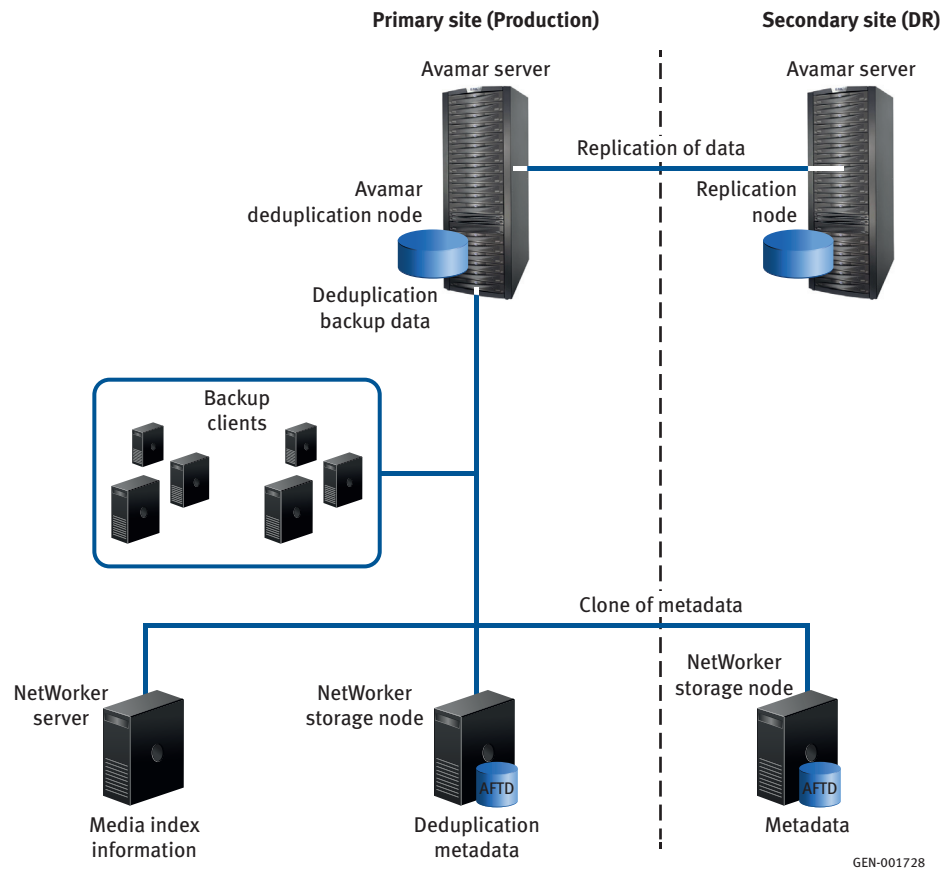 Primary site (Production)
Secondary site (DR)
Avamar server
Avamar server
Replication of data
Avamar
deduplication node
Replication
node
Deduplication
backup data
Backup
clients
Clone of metadata
NetWorker
server
NetWorker
storage node
NetWorker
storage node
AFTD
AFTD
Media index
information
Deduplication
metadata
Metadata
GEN-001728